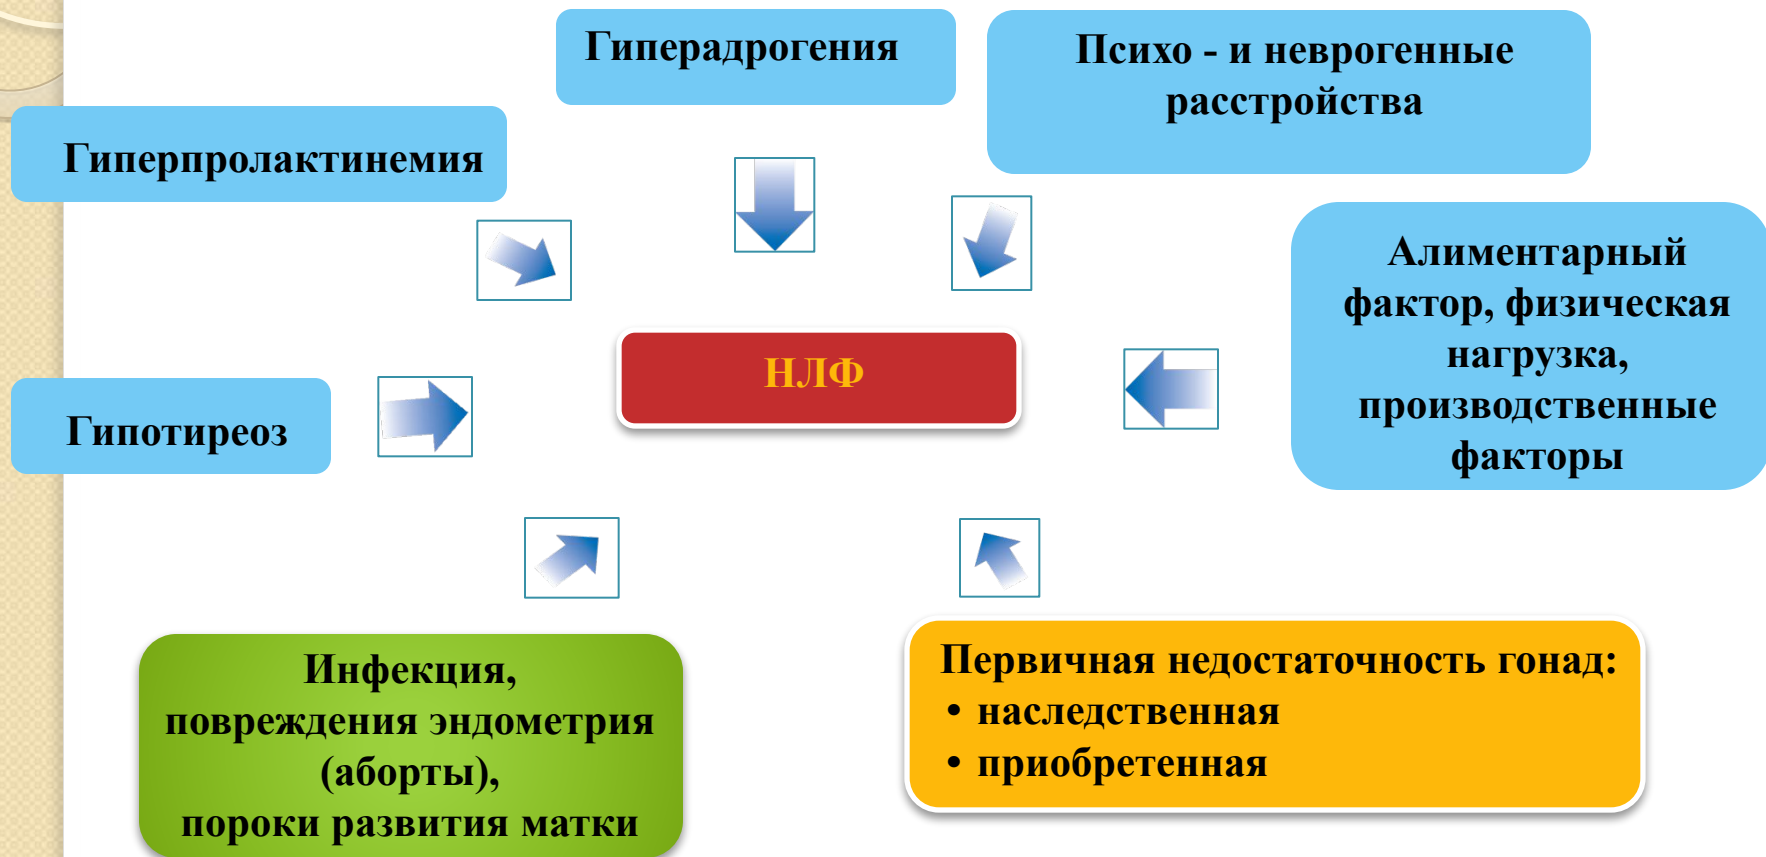 Гиперадрогения
Психо - и неврогенные
расстройства
Гиперпролактинемия
Алиментарный
фактор, физическая
нагрузка,
производственные
факторы
НЛФ
Гипотиреоз
Инфекция,
повреждения эндометрия
(аборты),
пороки развития матки
Первичная недостаточность гонад:
• наследственная
• приобретенная